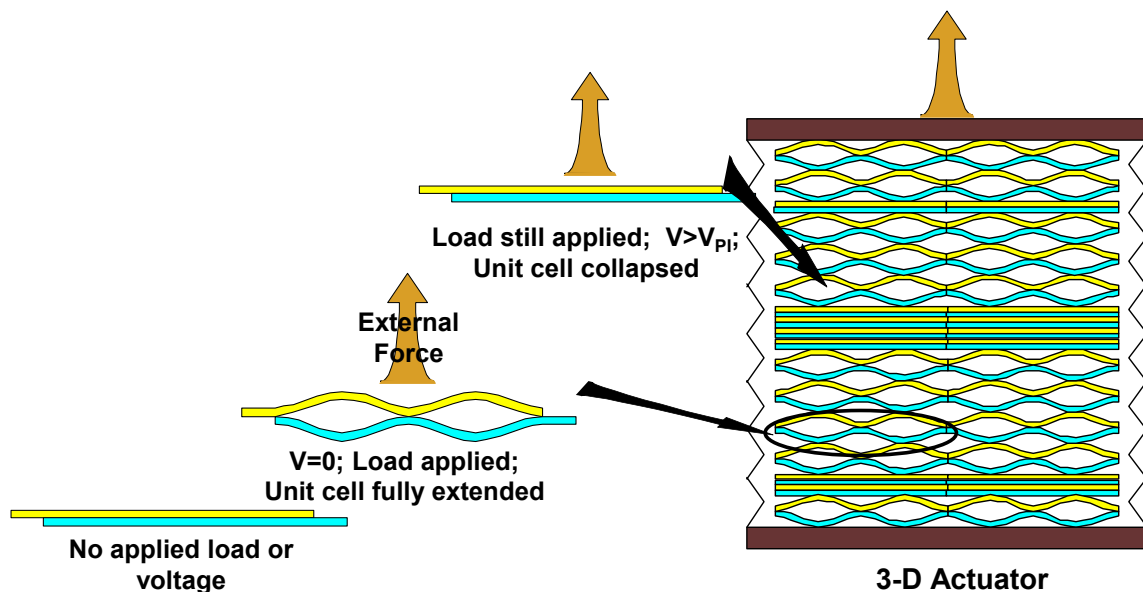 Load still applied; V>V_PI;
Unit cell collapsed
External
Force
V=0; Load applied;
Unit cell fully extended
No applied load or
voltage
3-D Actuator